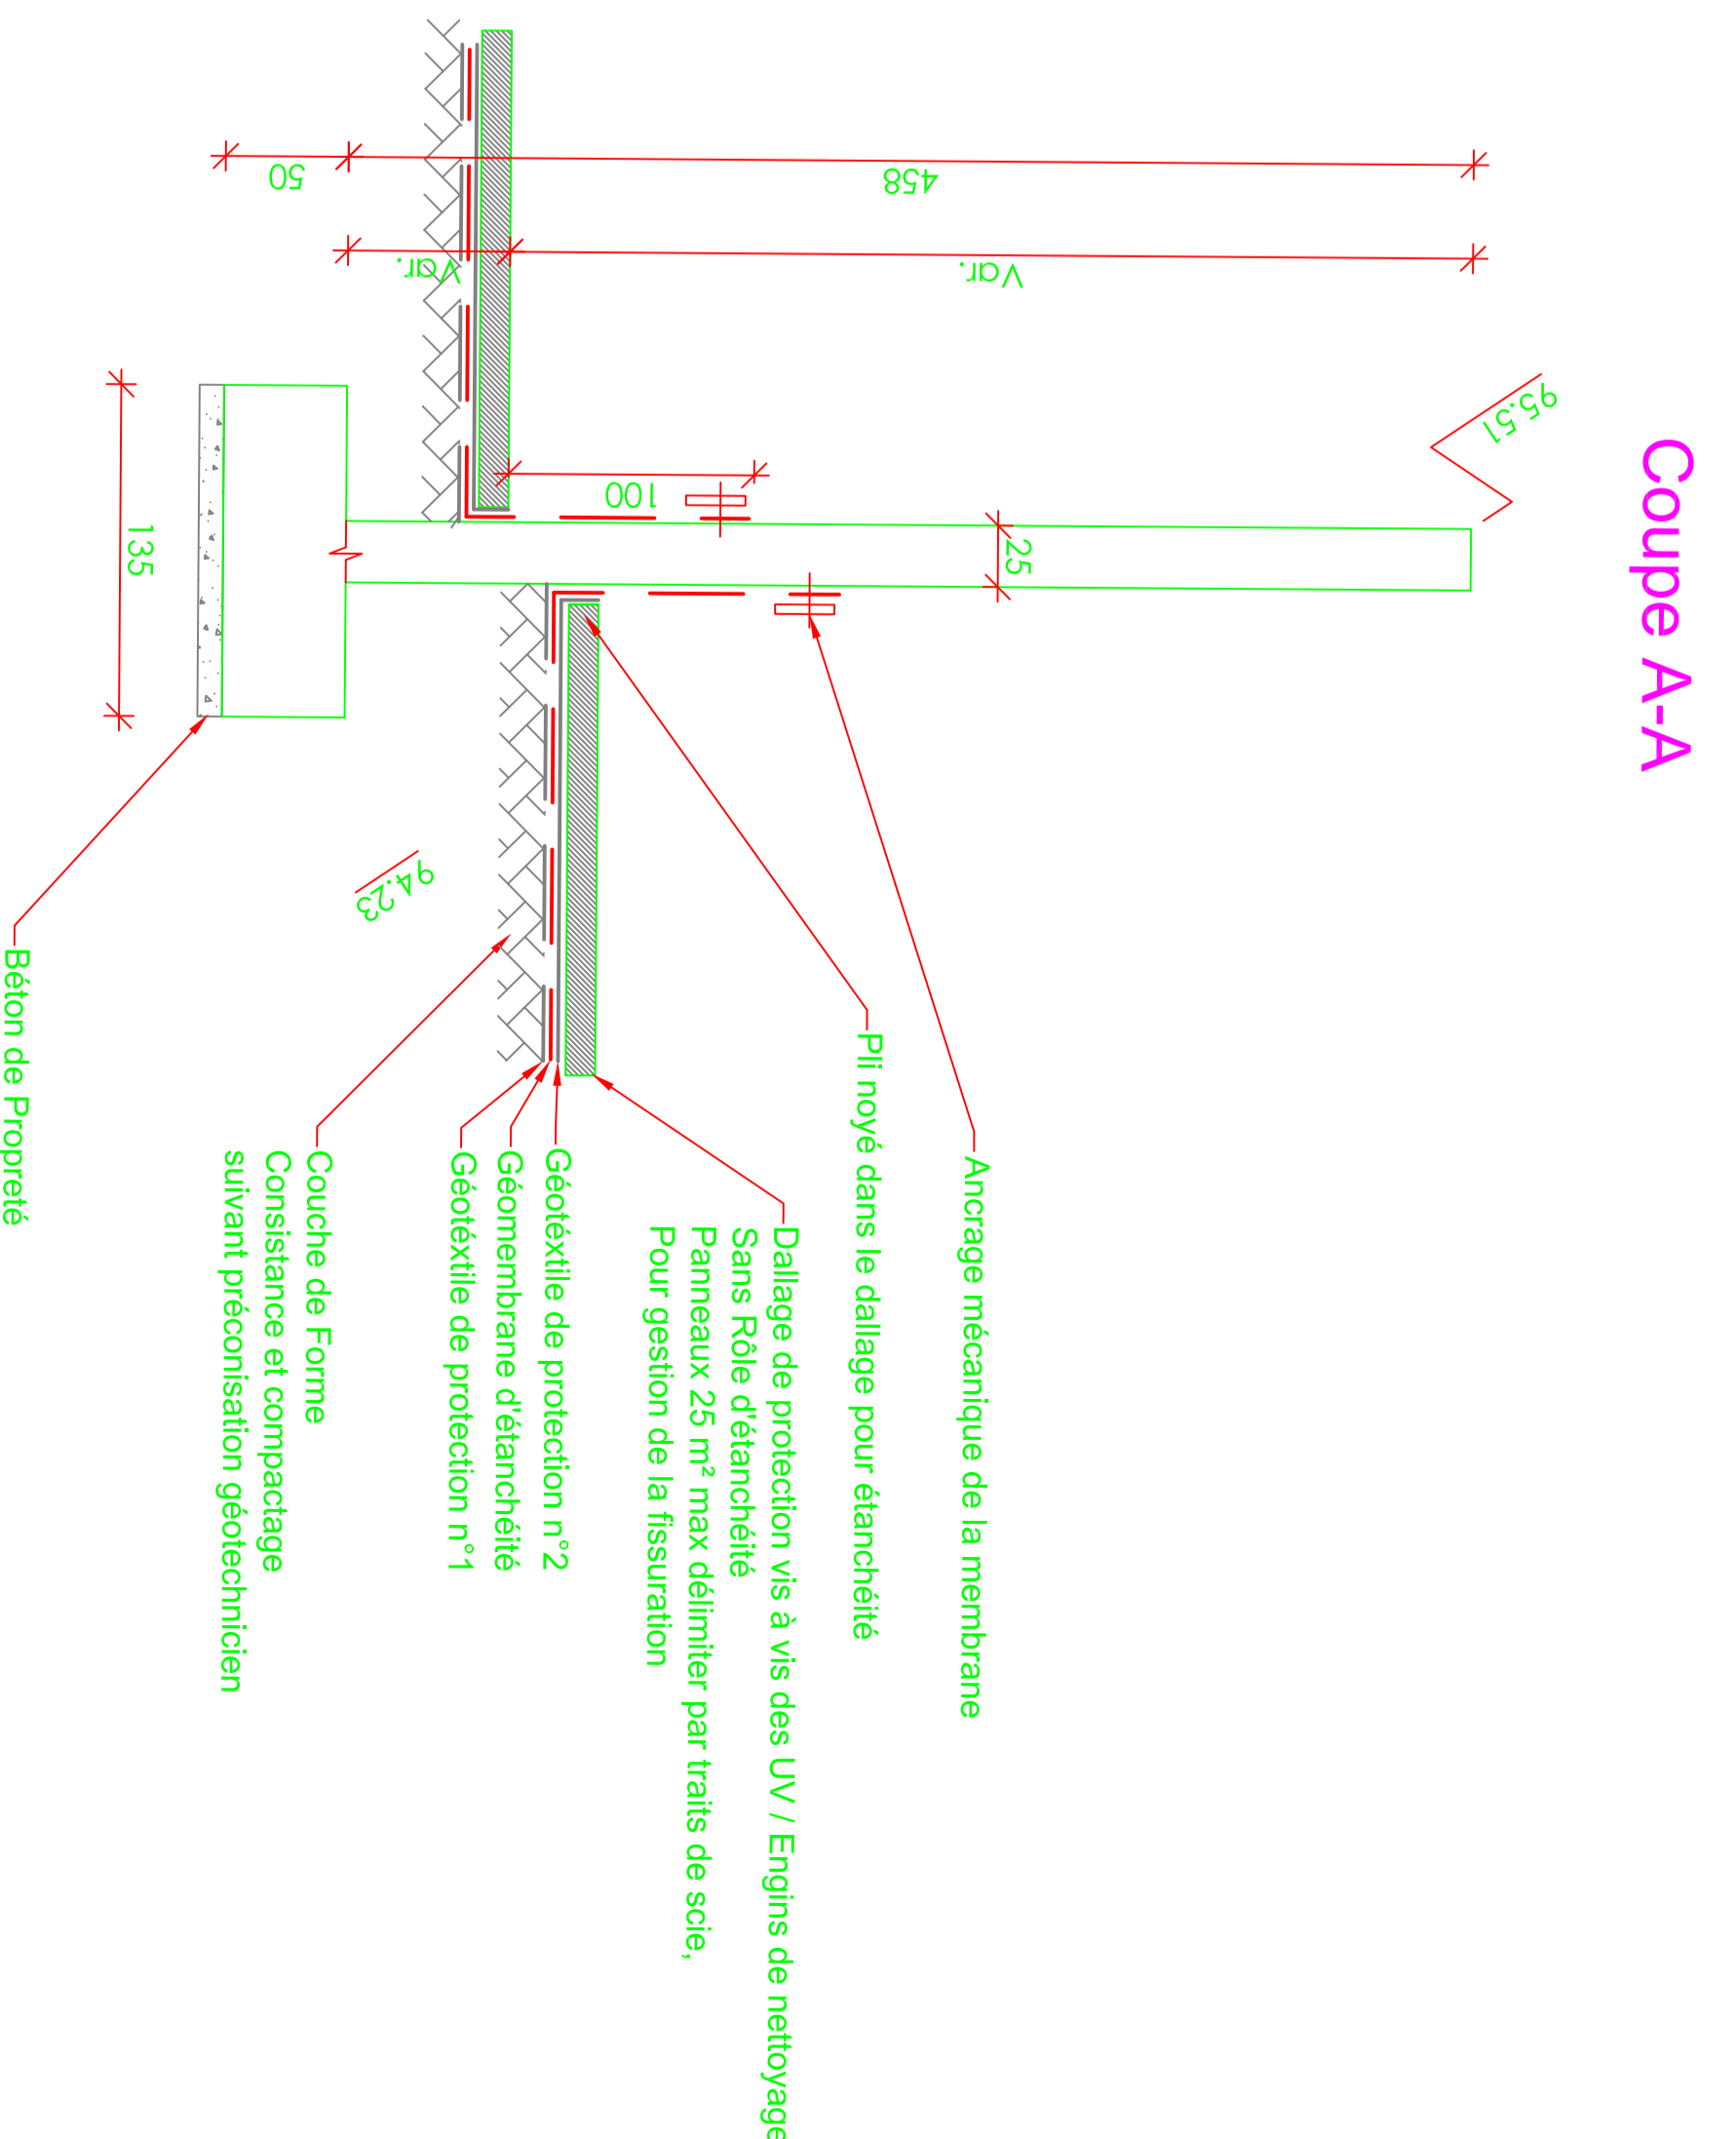 Coupe A-A
95.51
25
458
Var.
100
Var.
50
135
94.23
Ancrage mécanique de la membrane
Pli noyé dans le dallage pour étanchéité
Dallage de protection vis à vis des UV / Engins de nettoyage
Sans Rôle d'étanchéité
Panneaux 25 m² max délimiter par traits de scie,
Pour gestion de la fissuration
Géotéxtile de protection n°2
Géomembrane d'étanchéité
Géotéxtile de protection n°1
Couche de Forme
Consistance et compactage
suivant préconisation géotechnicien
Béton de Propreté